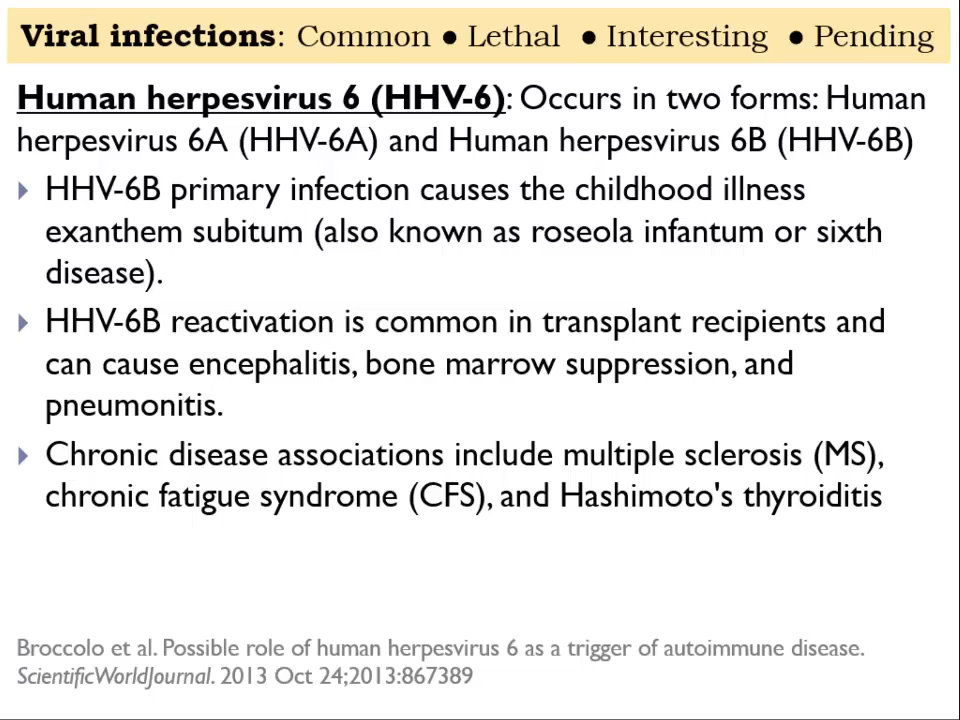 Viral infections: Common ● Lethal ● Interesting ● Pending
Human herpesvirus 6 (HHV-6): Occurs in two forms: Human
herpesvirus 6A (HHV-6A) and Human herpesvirus 6B (HHV-6B)
HHV-6B primary infection causes the childhood illness
exanthem subitum (also known as roseola infantum or sixth
disease).
HHV-6B reactivation is common in transplant recipients and
can cause encephalitis, bone marrow suppression, and
pneumonitis.
Chronic disease associations include multiple sclerosis (MS),
chronic fatigue syndrome (CFS), and Hashimoto's thyroiditis
Broccolo et al. Possible role of human herpesvirus 6 as a trigger of autoimmune disease.
ScientificWorldJournal. 2013 Oct 24;2013:867389